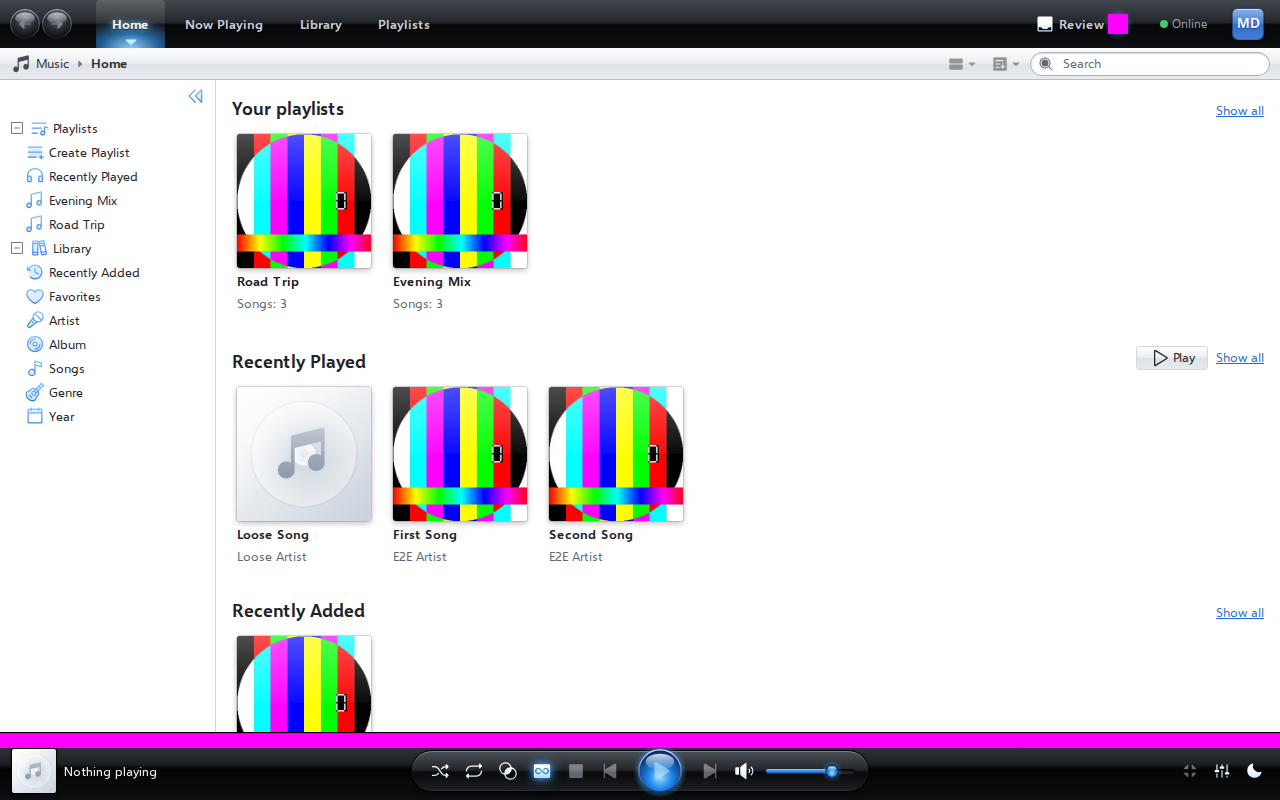 Home
Now Playing
Library
Playlists
Review
Online
MD
Music
Home
Search
Playlists
Create Playlist
Recently Played
Evening Mix
Road Trip
Library
Recently Added
Favorites
Artist
Album
Songs
Genre
Year
Your playlists
Show all
Road Trip
Songs: 3
Evening Mix
Songs: 3
Recently Played
Play
Show all
Loose Song
Loose Artist
First Song
E2E Artist
Second Song
E2E Artist
Recently Added
Show all
Nothing playing